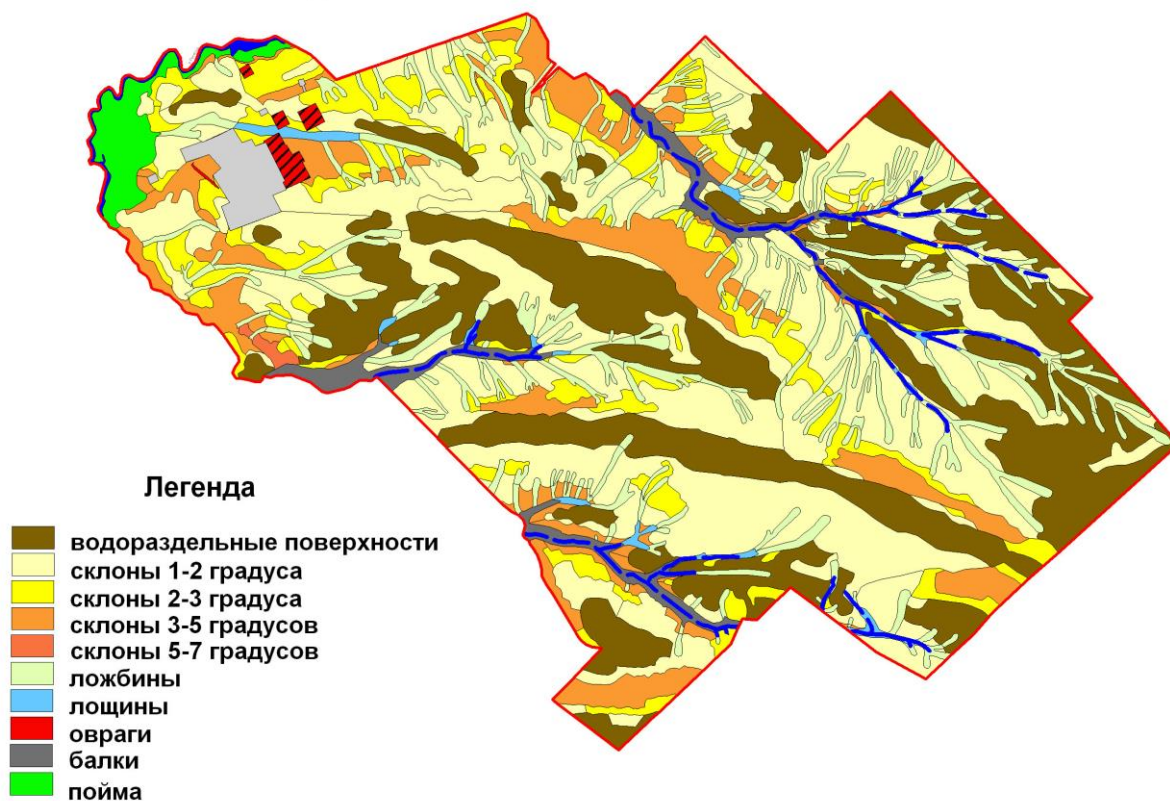 Легенда
водораздельные поверхности
склоны 1-2 градуса
склоны 2-3 градуса
склоны 3-5 градусов
склоны 5-7 градусов
ложбины
лощины
овраги
балки
пойма